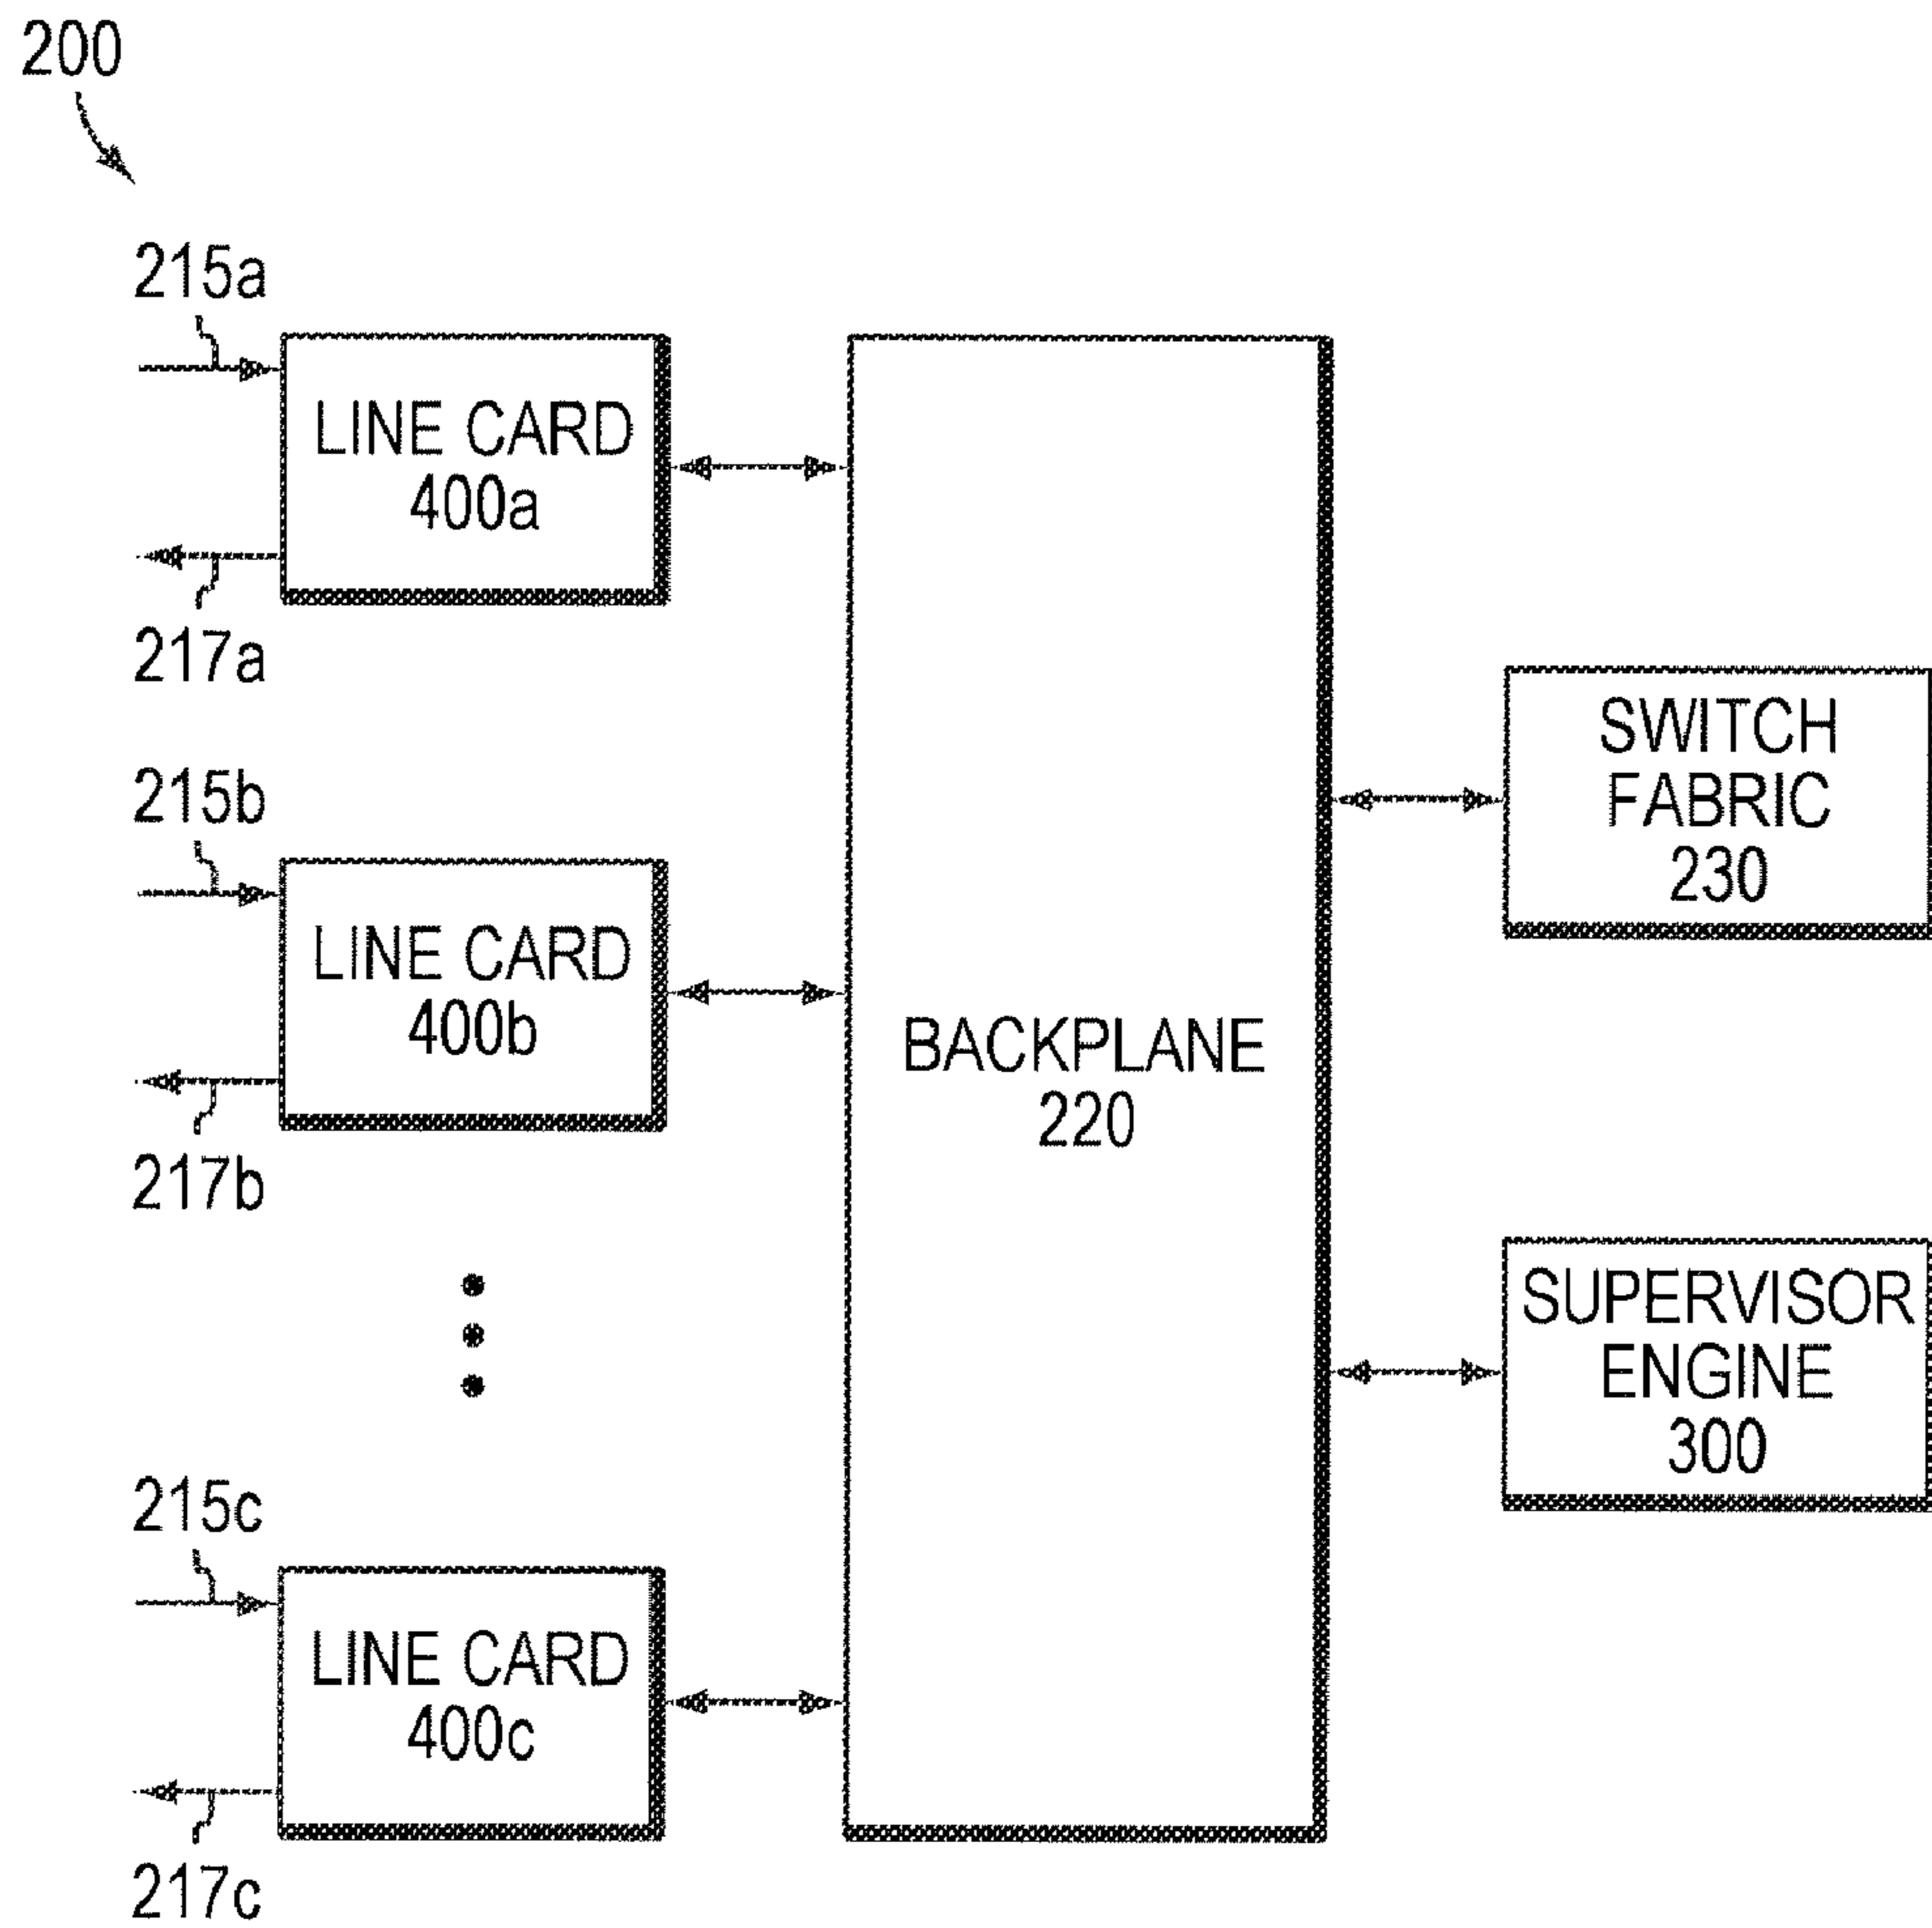 200
215a
LINE CARD
400a
217a
215b
LINE CARD
400b
217b
215c
LINE CARD
400c
217c
BACKPLANE
220
SWITCH
FABRIC
230
SUPERVISOR
ENGINE
300